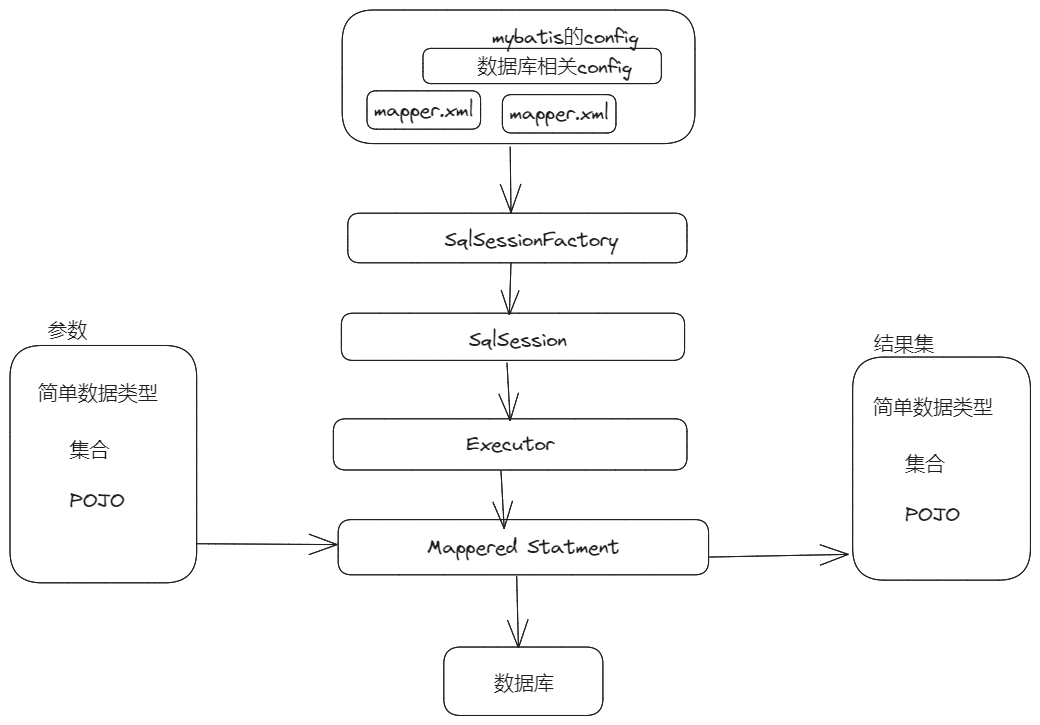 mybatis的config
数据库相关config
mapper.xml
mapper.xml
SqlSessionFactory
SqlSession
Executor
Mappered Statment
数据库
参数
简单数据类型
集合
POJO
结果集
简单数据类型
集合
POJO